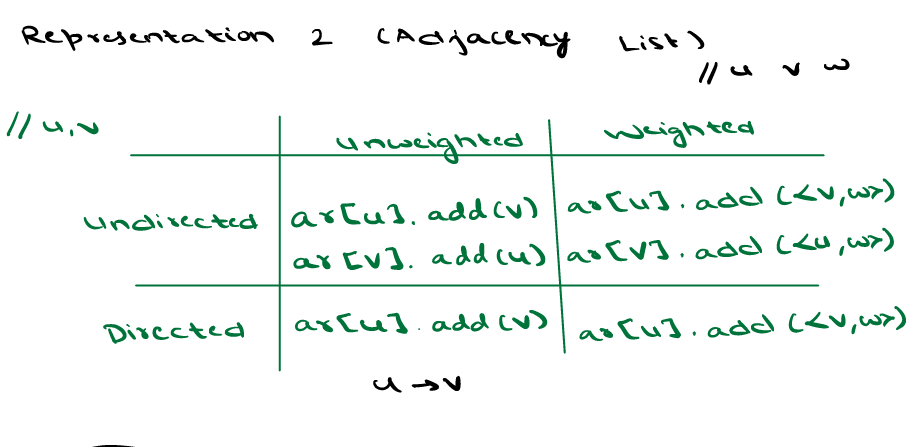 Representation 2 (Adjacency List)
// u v w
// u,v
Unweighted Weighted
Undirected ar[u]. add(v) ar[u]. add (<v,w>)
ar[v]. add(u) ar[v]. add (<u,w>)
Directed ar[u]. add(v) ar[u]. add (<v,w>)
u → v